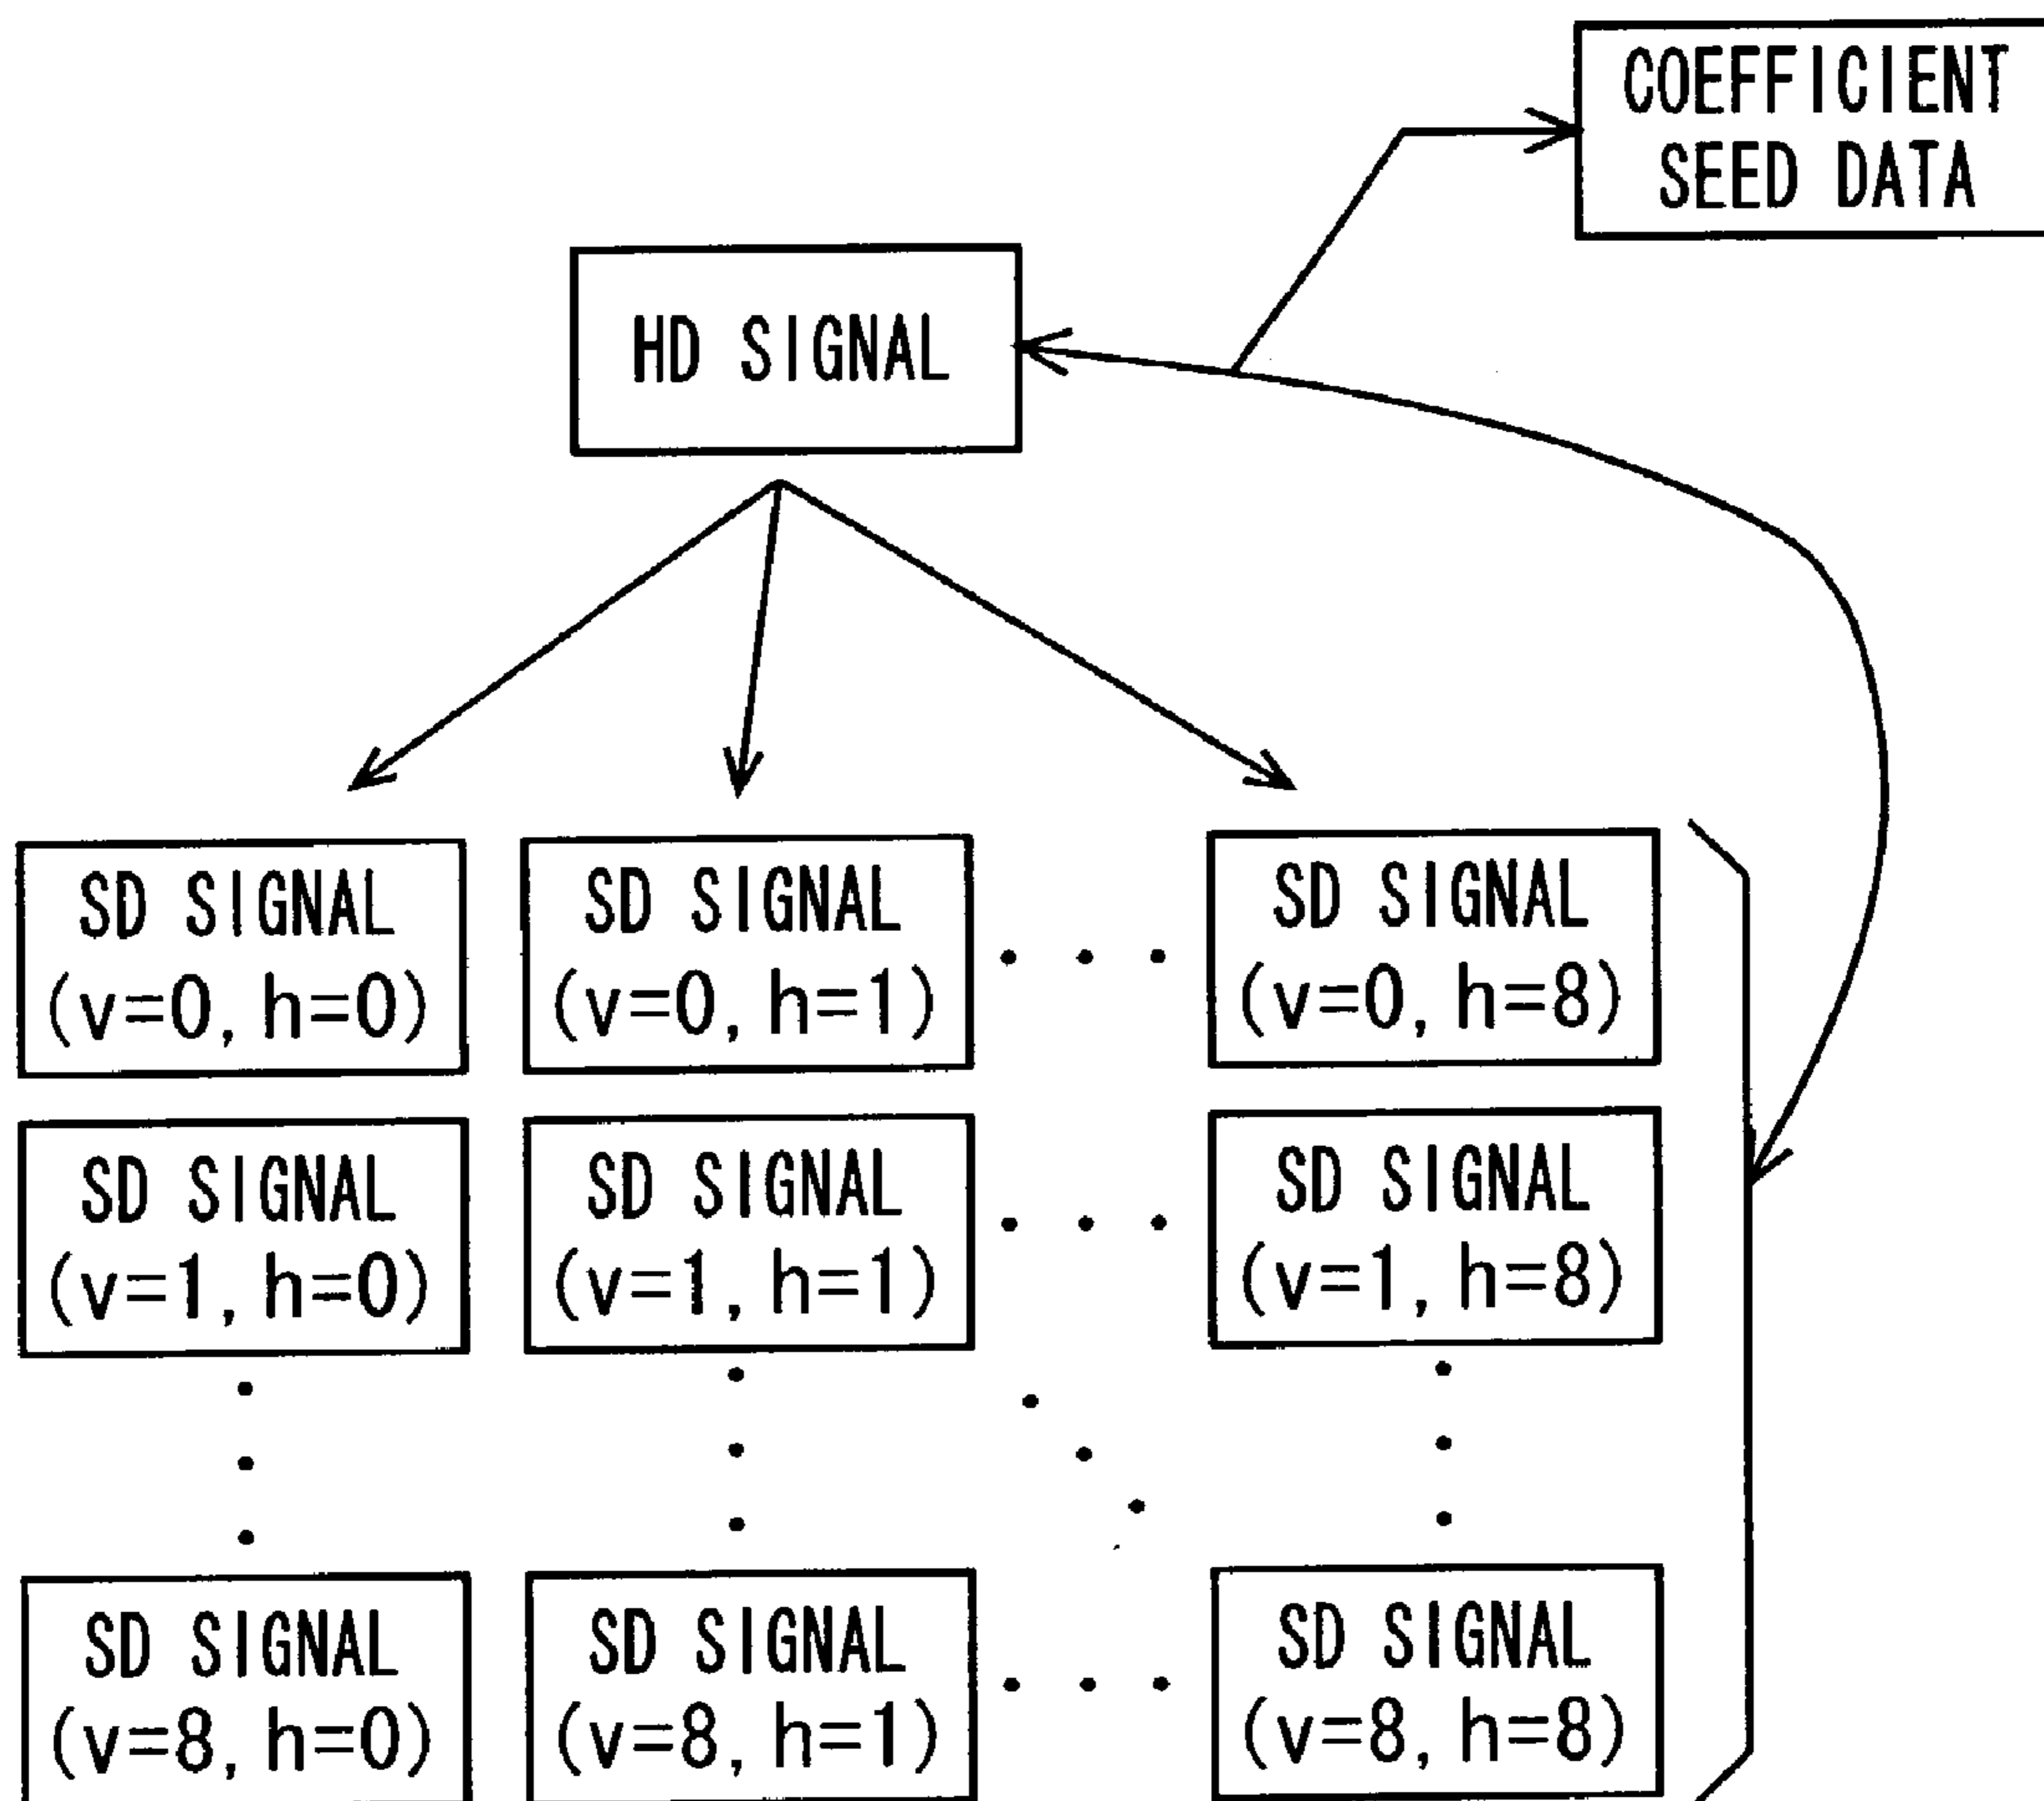 COEFFICIENT
SEED DATA
HD SIGNAL
SD SIGNAL
(v=0, h=0)
SD SIGNAL
(v=0, h=1)
SD SIGNAL
(v=0, h=8)
SD SIGNAL
(v=1, h=0)
SD SIGNAL
(v=1, h=1)
SD SIGNAL
(v=1, h=8)
SD SIGNAL
(v=8, h=0)
SD SIGNAL
(v=8, h=1)
SD SIGNAL
(v=8, h=8)